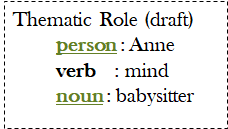 Thematic Role (draft)
person : Anne
verb : mind
noun : babysitter